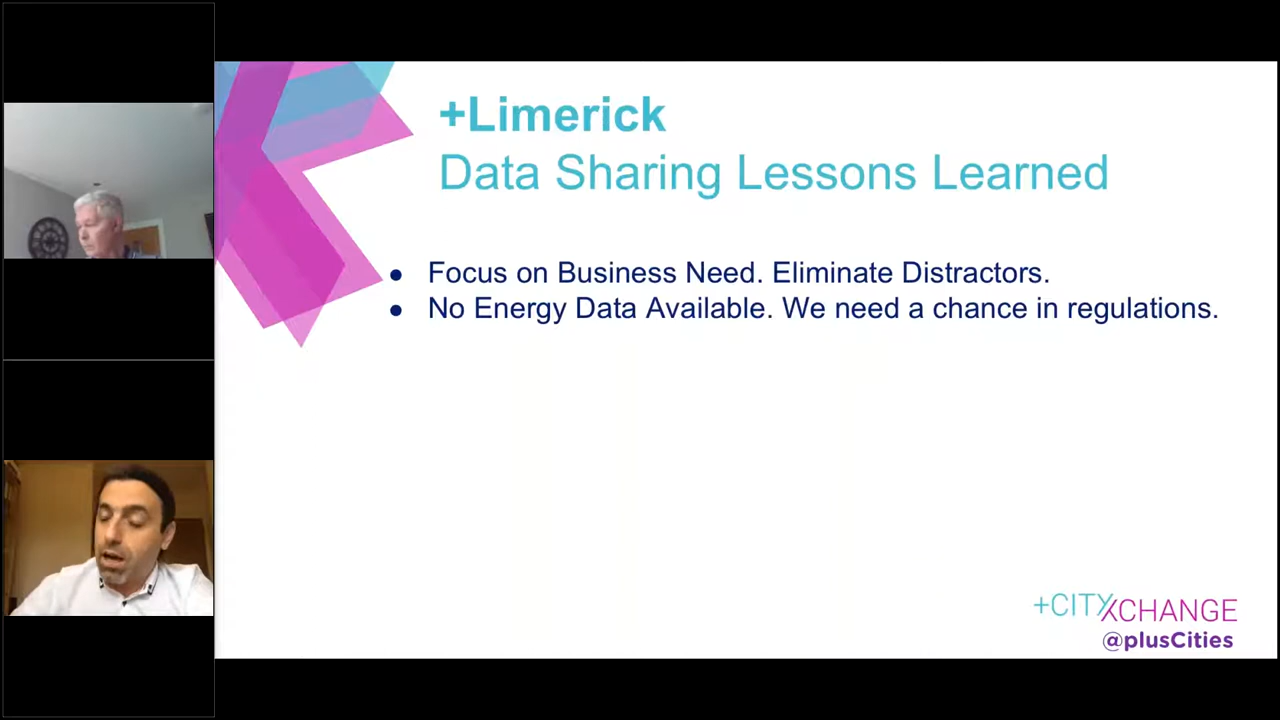 +Limerick
Data Sharing Lessons Learned
● Focus on Business Need. Eliminate Distractors.
● No Energy Data Available. We need a chance in regulations.
+CITYXCHANGE
@plusCities